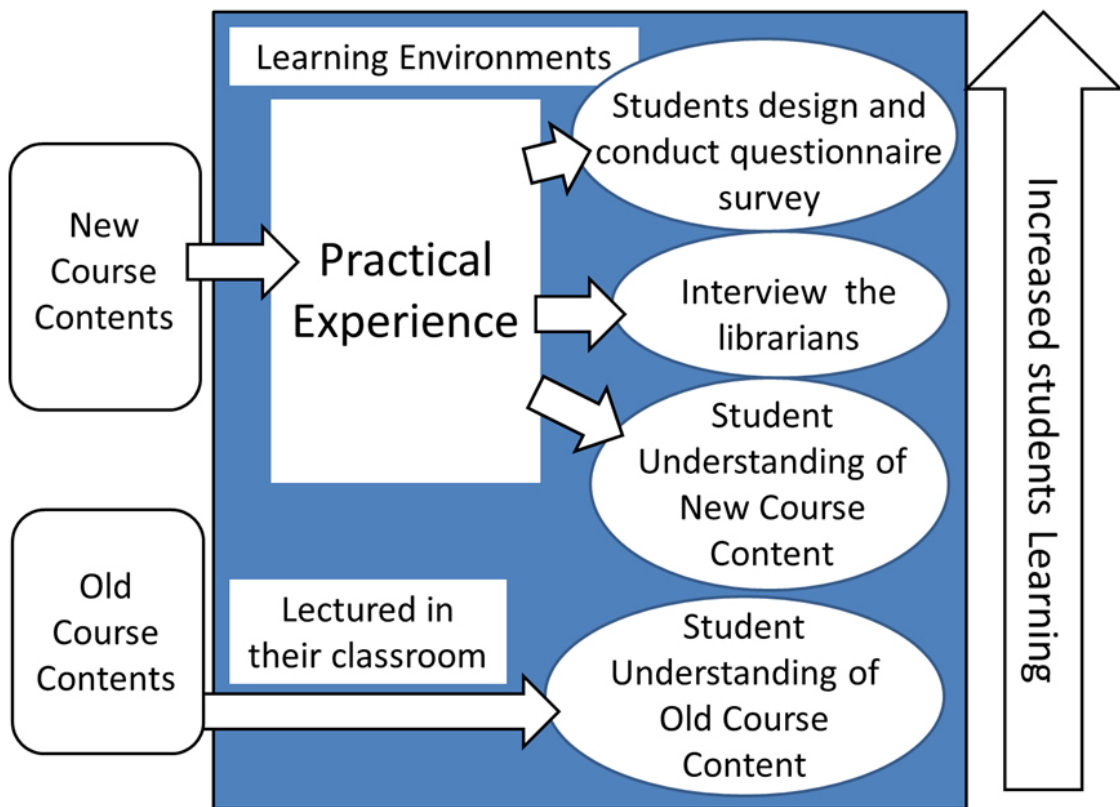 Learning Environments
New
Course
Contents
Practical
Experience
Students design and
conduct questionnaire
survey
Interview the
librarians
Student
Understanding of
New Course
Content
Old
Course
Contents
Lectured in
their classroom
Student
Understanding of
Old Course
Content
Increased students Learning